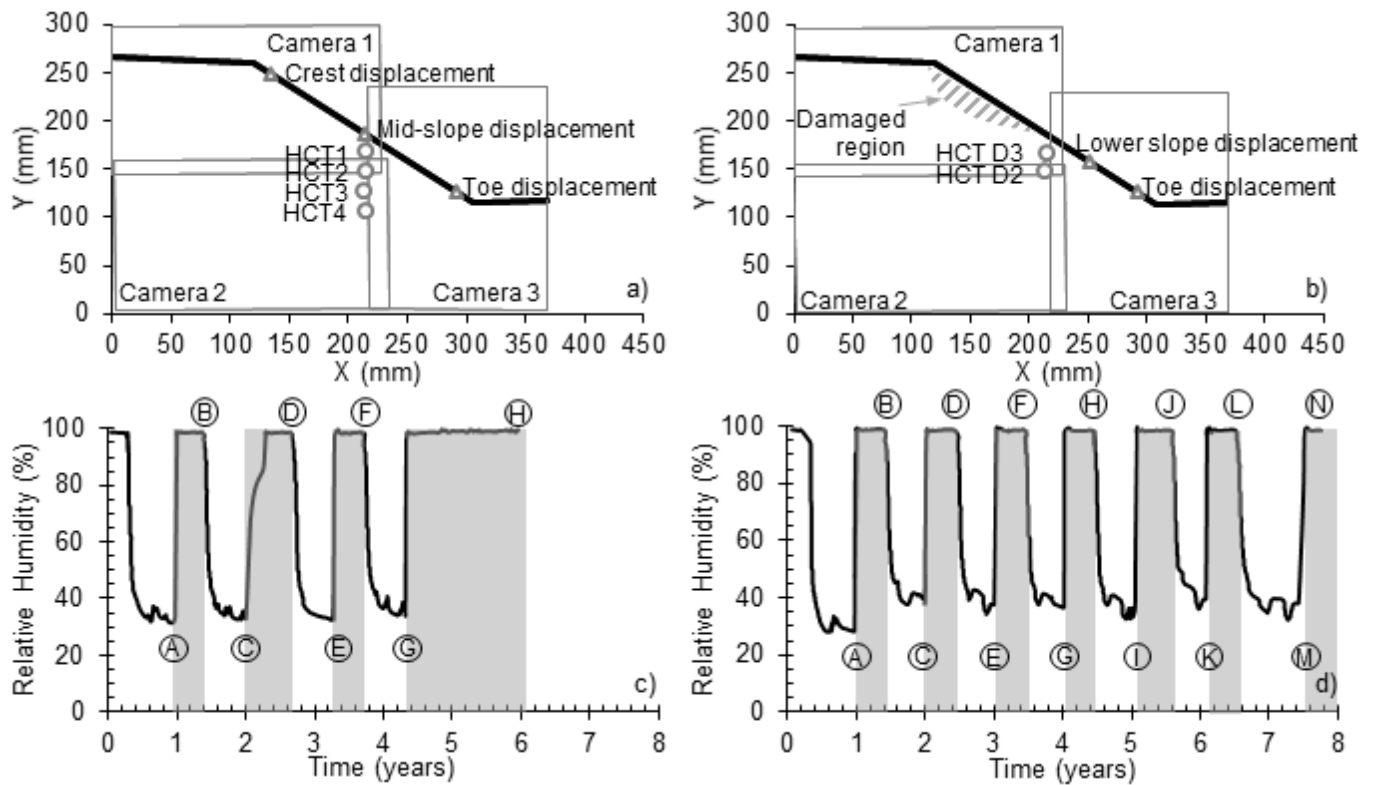 300
Camera 1
250
Crest displacement
200
Mid-slope displacement
150
HCT1
HCT2
100
HCT3
HCT4
50
0
Camera 2
Camera 3
a)
0 50 100 150 200 250 300 350 400 450
X (mm)
Y (mm)
300
Camera 1
250
200
Damaged
region
Lower slope displacement
150
HCT D3
HCT D2
Toe displacement
100
50
0
Camera 2
Camera 3
b)
0 50 100 150 200 250 300 350 400 450
X (mm)
Y (mm)
Toe displacement
B D F H
100
80
60
40
20
0
A C E G
c)
0 1 2 3 4 5 6 7 8
Time (years)
Relative Humidity (%)
B D F H J L N
100
80
60
40
20
0
A C E G I K M
d)
0 1 2 3 4 5 6 7 8
Time (years)
Relative Humidity (%)